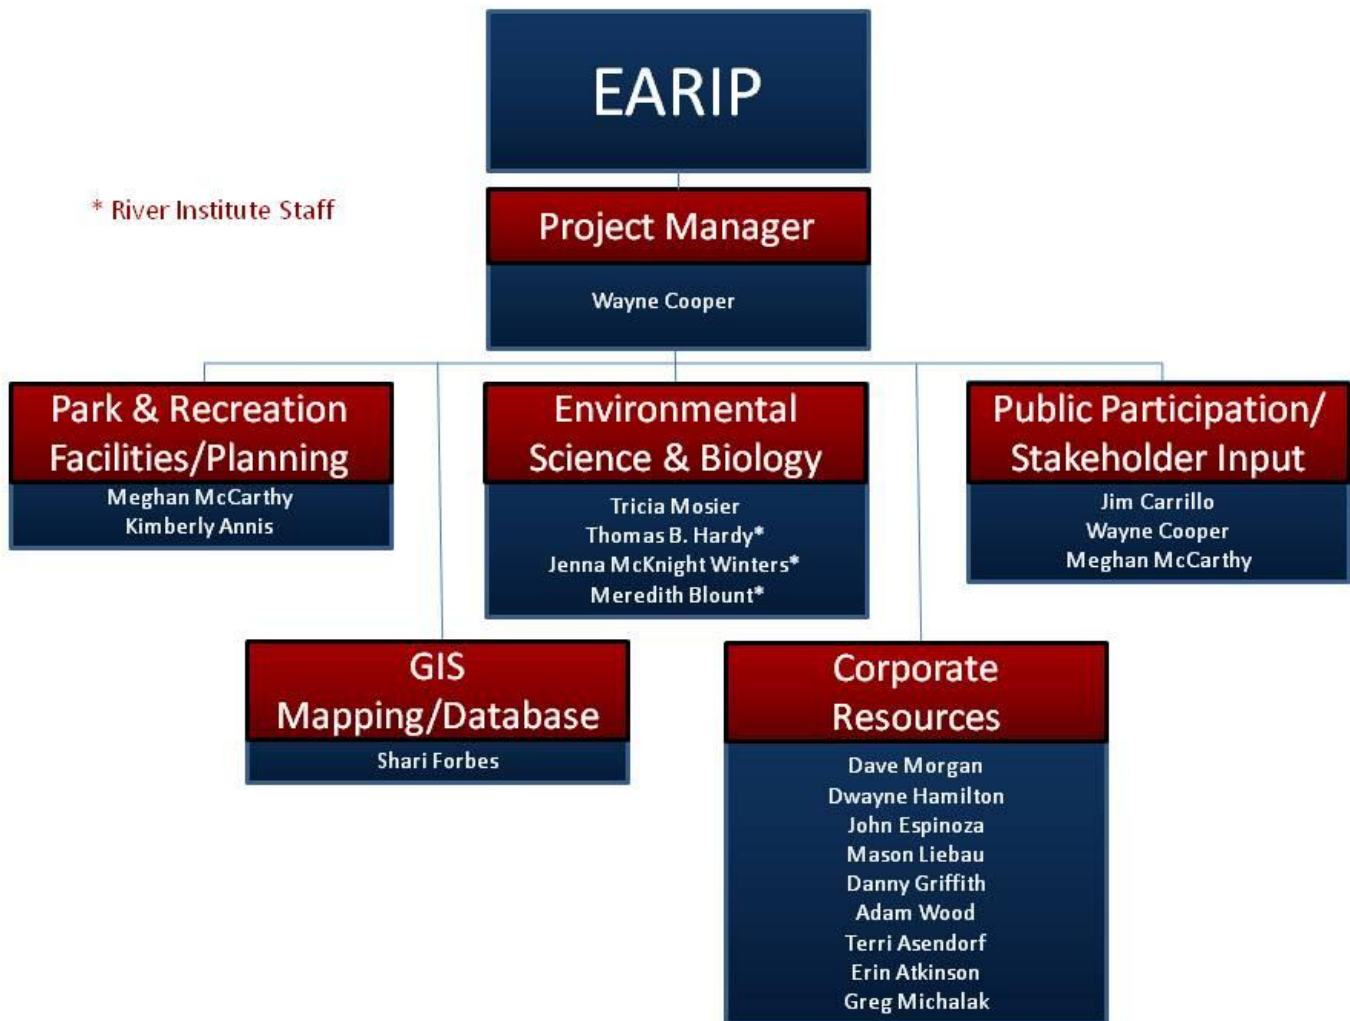 EARIP
* River Institute Staff
Project Manager
Wayne Cooper
Park & Recreation
Facilities/Planning
Meghan McCarthy
Kimberly Annis
Environmental
Science & Biology
Tricia Mosier
Thomas B. Hardy*
Jenna McKnight Winters*
Meredith Blount*
Public Participation/
Stakeholder Input
Jim Carrillo
Wayne Cooper
Meghan McCarthy
GIS
Mapping/Database
Shari Forbes
Corporate
Resources
Dave Morgan
Dwayne Hamilton
John Espinoza
Mason Liebau
Danny Griffith
Adam Wood
Terri Asendorf
Erin Atkinson
Greg Michalak